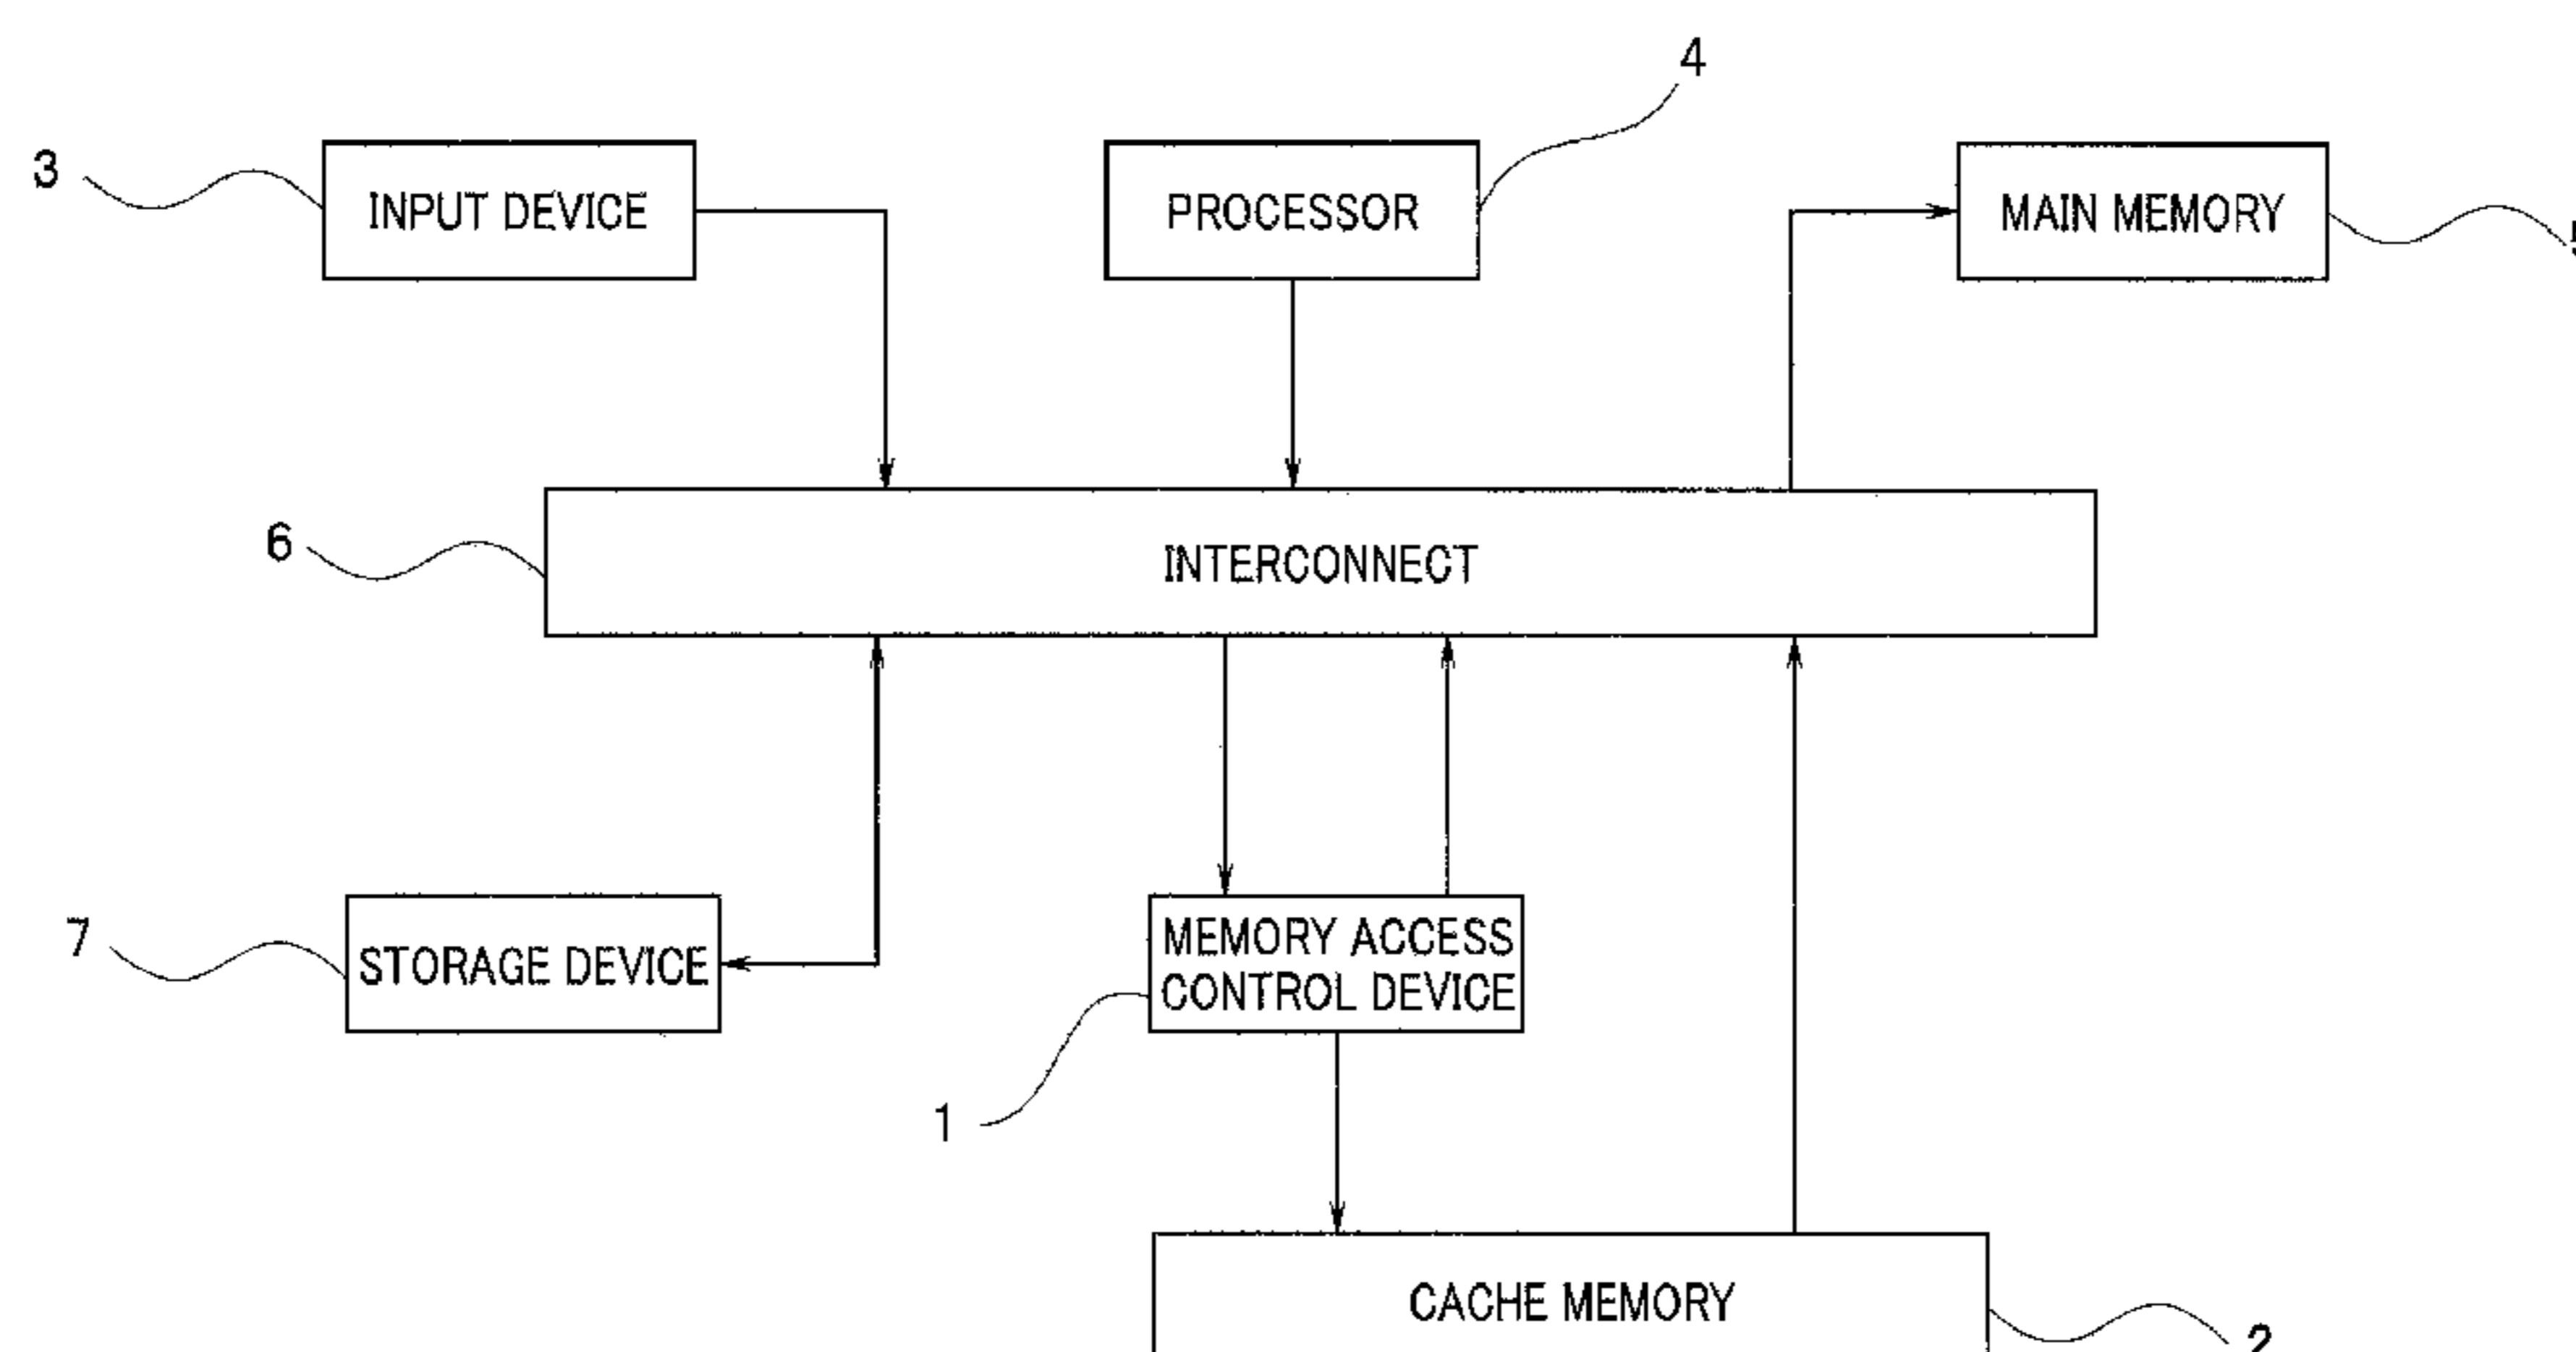 4
3
INPUT DEVICE
PROCESSOR
MAIN MEMORY
6
INTERCONNECT
7
STORAGE DEVICE
MEMORY ACCESS
CONTROL DEVICE
1
CACHE MEMORY
2